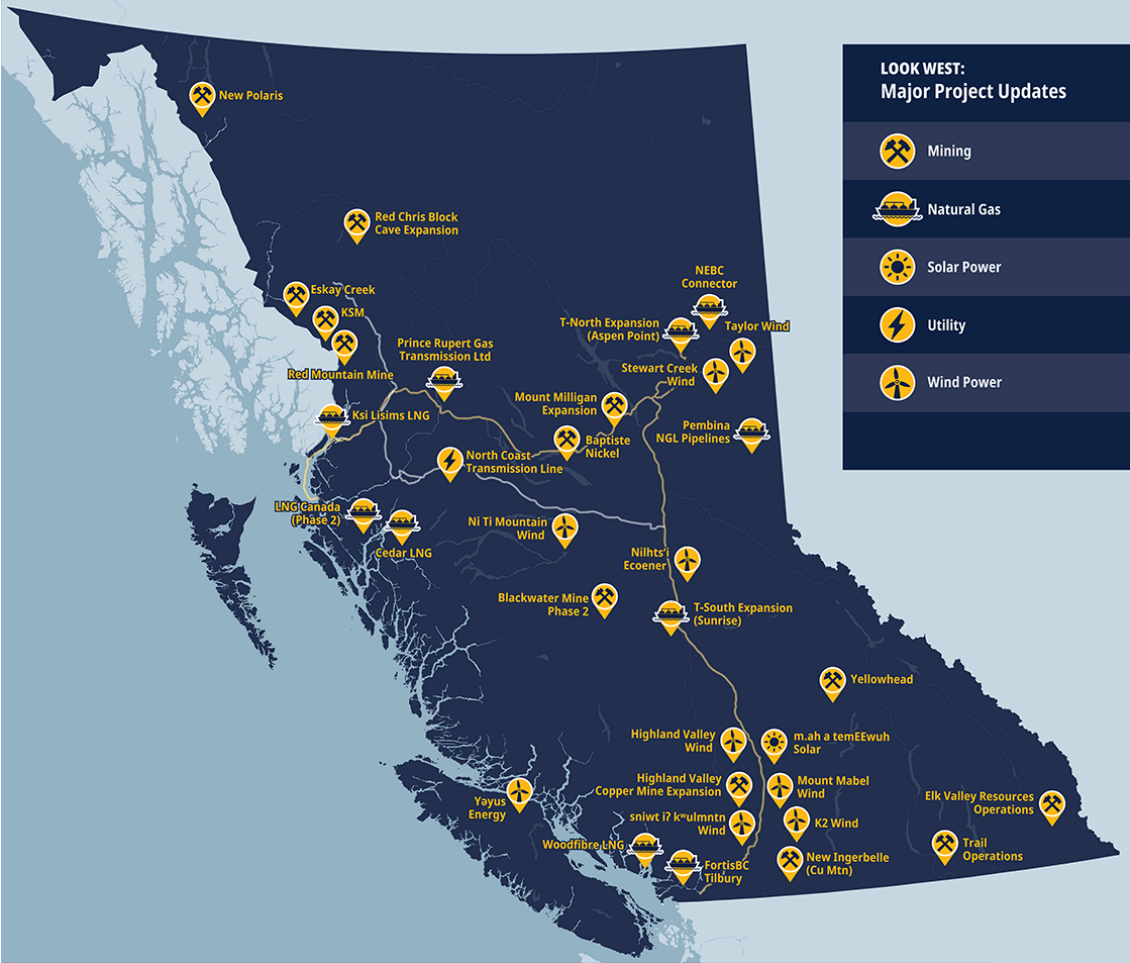 LOOK WEST:
Major Project Updates
Mining
Natural Gas
Solar Power
Utility
Wind Power
New Polaris
Red Chris Block
Cave Expansion
Eskay Creek
KSM
Red Mountain Mine
Prince Rupert Gas
Transmission Ltd
NEBC
Connector
T-North Expansion
(Aspen Point)
Taylor Wind
Stewart Creek
Wind
Mount Milligan
Expansion
Ksi Lisims LNG
Pembina
NGL Pipelines
Baptiste
Nickel
North Coast
Transmission Line
LNG Canada
(Phase 2)
Cedar LNG
Ni Ti Mountain
Wind
Nilhts'i
Ecoener
Blackwater Mine
Phase 2
T-South Expansion
(Sunrise)
Yellowhead
Highland Valley
Wind
m.ah a temEEwuh
Solar
Highland Valley
Copper Mine Expansion
Mount Mabel
Wind
Yəyus
Energy
sniwt i? kʷulmntn
Wind
K2 Wind
Elk Valley Resources
Operations
Woodfibre LNG
FortisBC
Tilbury
New Ingerbelle
(Cu Mtn)
Trail
Operations